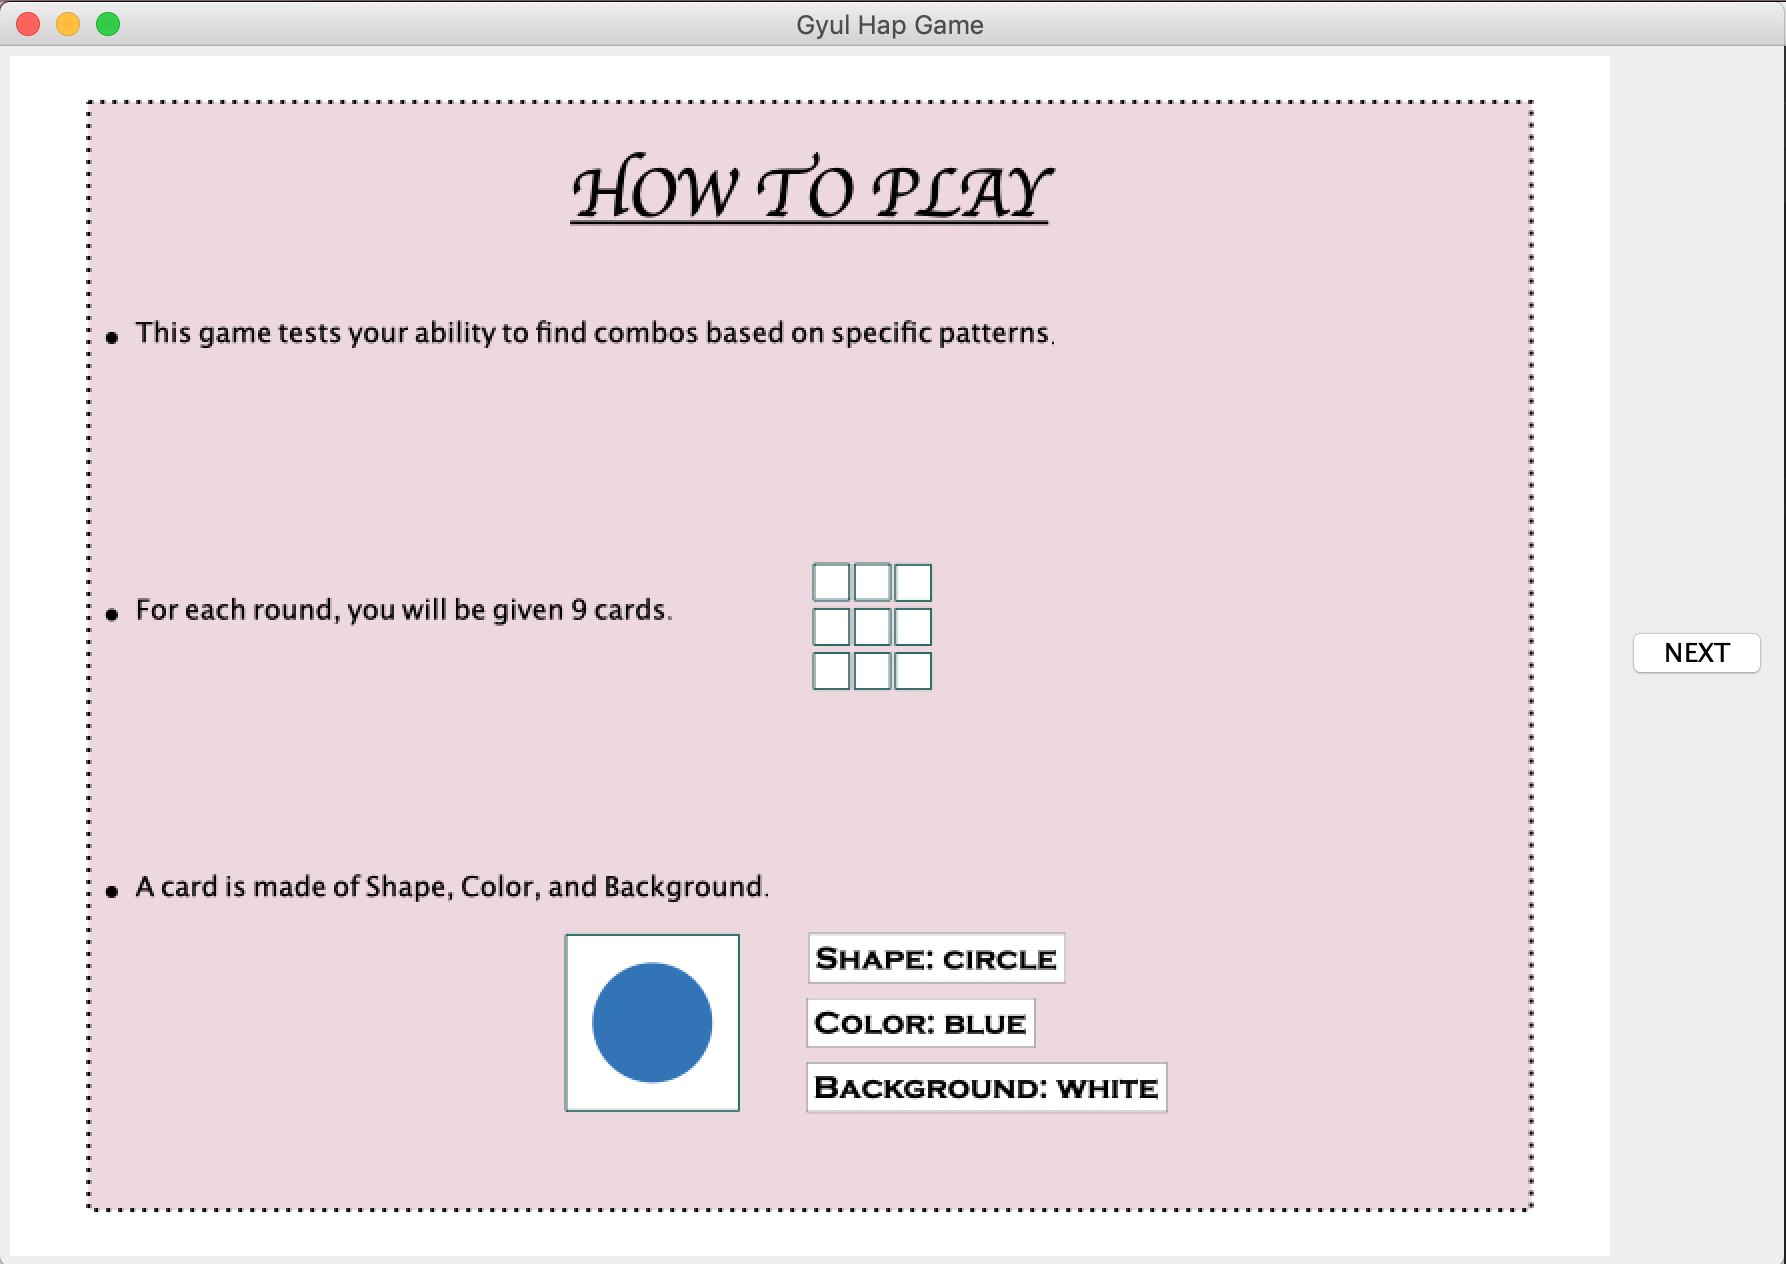 Gyul Hap Game
HOW TO PLAY
• This game tests your ability to find combos based on specific patterns.
• For each round, you will be given 9 cards.
NEXT
• A card is made of Shape, Color, and Background.
SHAPE: CIRCLE
COLOR: BLUE
BACKGROUND: WHITE